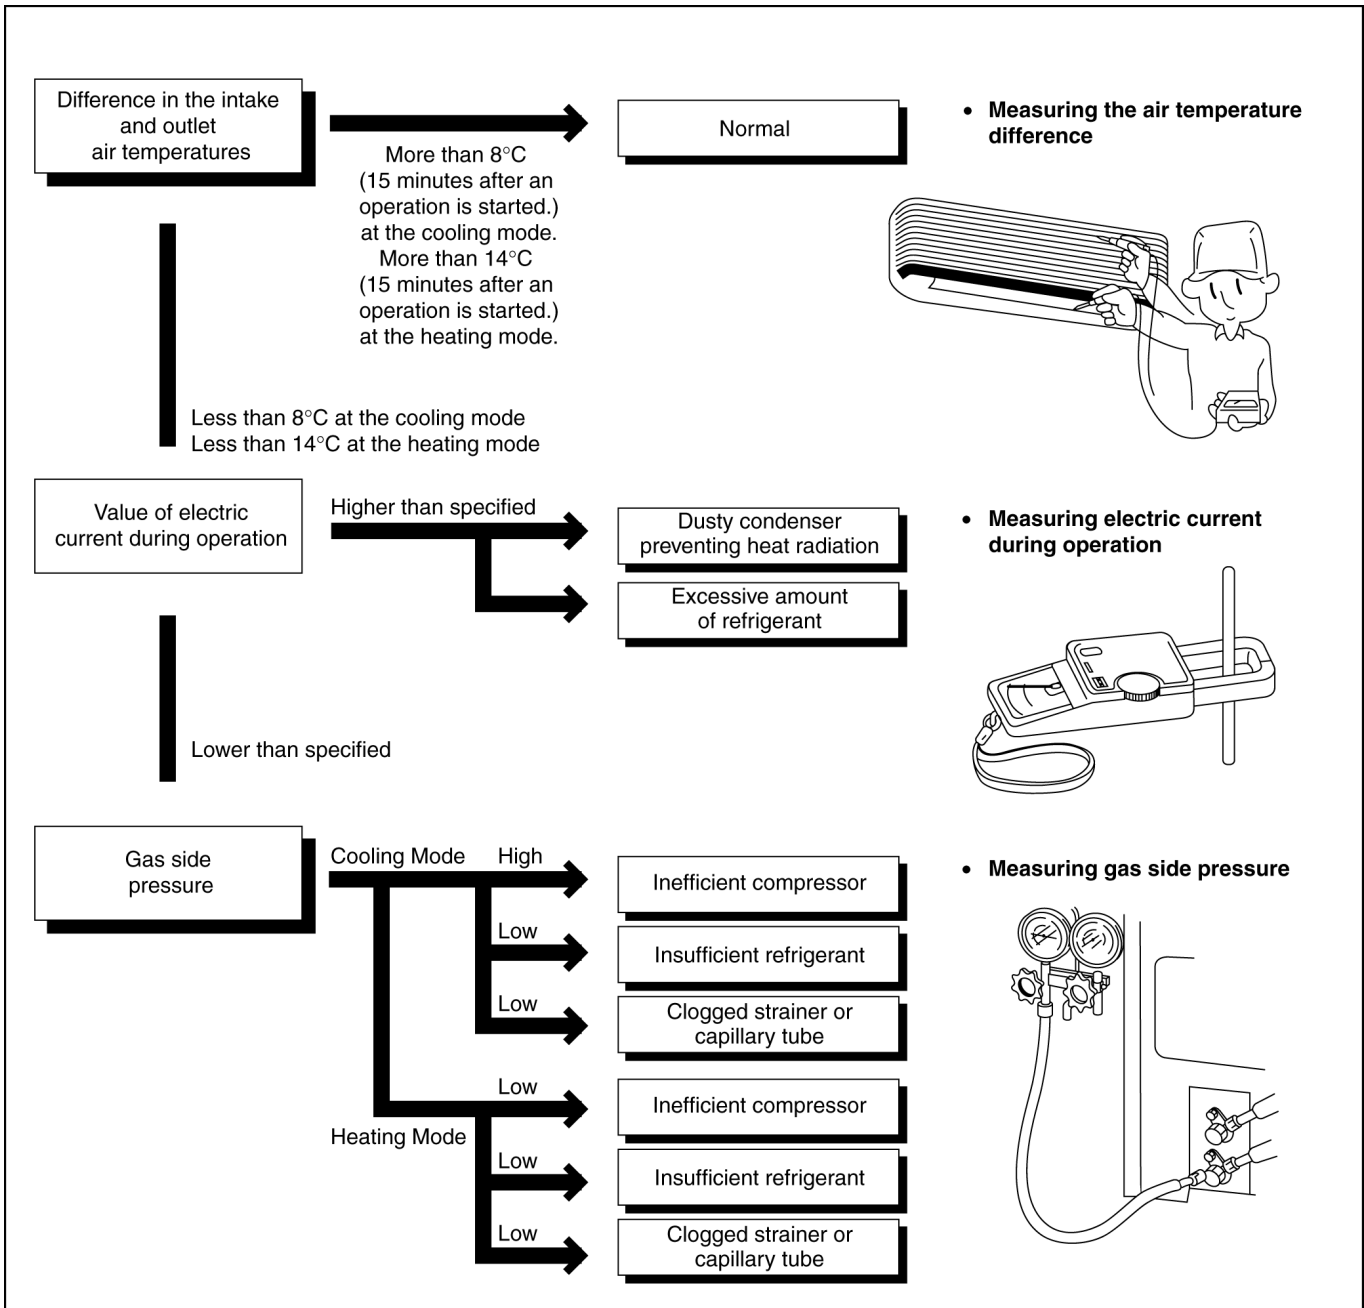 Difference in the intake
and outlet
air temperatures
More than 8°C
(15 minutes after an
operation is started.)
at the cooling mode.
More than 14°C
(15 minutes after an
operation is started.)
at the heating mode.
Normal
• Measuring the air temperature
difference
Less than 8°C at the cooling mode
Less than 14°C at the heating mode
Value of electric
current during operation
Higher than specified
Dusty condenser
preventing heat radiation
Excessive amount
of refrigerant
• Measuring electric current
during operation
Lower than specified
Gas side
pressure
Cooling Mode
High
Inefficient compressor
Low
Insufficient refrigerant
Low
Clogged strainer or
capillary tube
Heating Mode
Low
Inefficient compressor
Low
Insufficient refrigerant
Low
Clogged strainer or
capillary tube
• Measuring gas side pressure